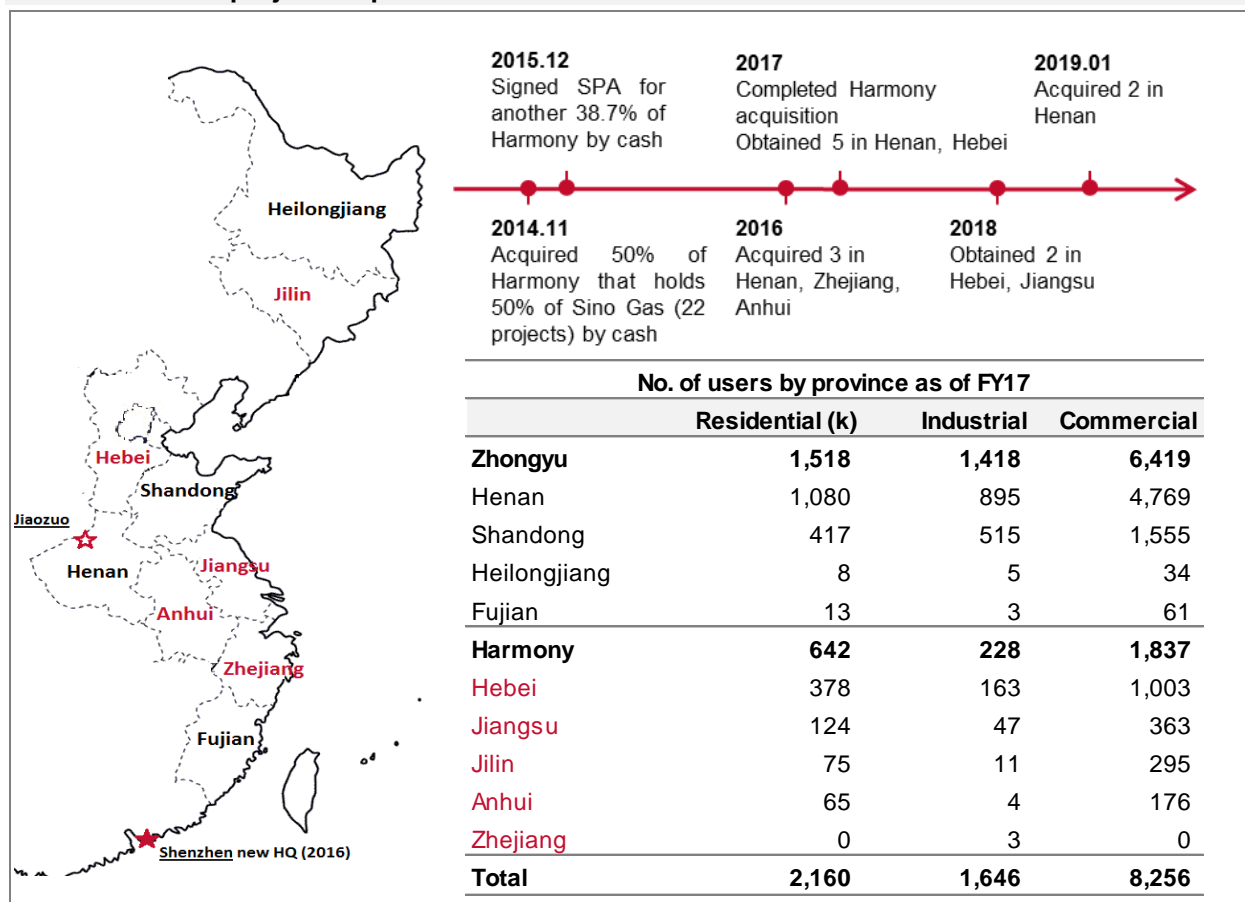 Heilongjiang
Jilin
Hebei
Shandong
Jiaozuo
Henan
Jiangsu
Anhui
Zhejiang
Fujian
Shenzhen new HQ (2016)
2015.12
Signed SPA for
another 38.7% of
Harmony by cash
2017
Completed Harmony
acquisition
Obtained 5 in Henan, Hebei
2019.01
Acquired 2 in
Henan
2014.11
Acquired 50% of
Harmony that holds
50% of Sino Gas (22
projects) by cash
2016
Acquired 3 in
Henan, Zhejiang,
Anhui
2018
Obtained 2 in
Hebei, Jiangsu
No. of users by province as of FY17
Residential (k) Industrial Commercial
Zhongyu 1,518 1,418 6,419
Henan 1,080 895 4,769
Shandong 417 515 1,555
Heilongjiang 8 5 34
Fujian 13 3 61
Harmony 642 228 1,837
Hebei 378 163 1,003
Jiangsu 124 47 363
Jilin 75 11 295
Anhui 65 4 176
Zhejiang 0 3 0
Total 2,160 1,646 8,256